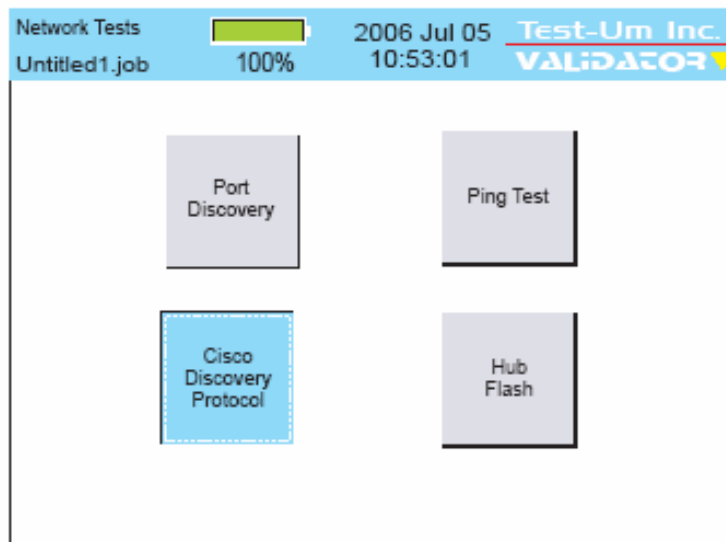 Network Tests
2006 Jul 05
Test-Um Inc.
Untitled1.job
100%
10:53:01
VALiDATOR
Port
Discovery
Ping Test
Cisco
Discovery
Protocol
Hub
Flash